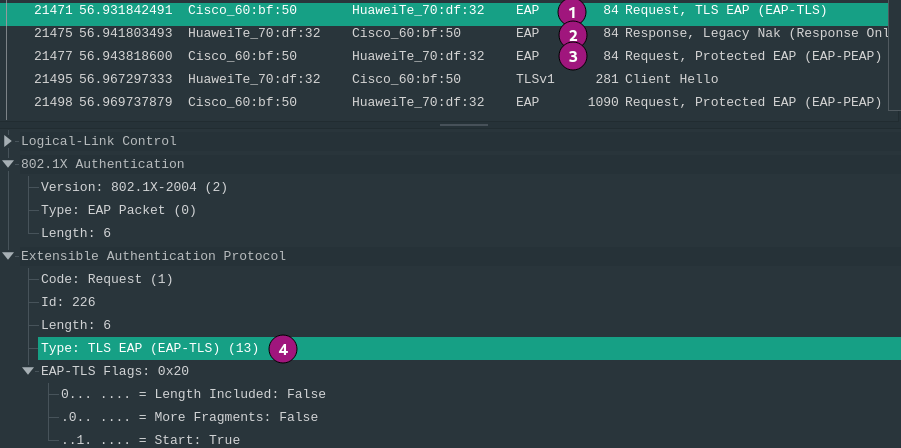 21471 56.931842491 Cisco_60:bf:50 HuaweiTe_70:df:32 EAP 1 84 Request, TLS EAP (EAP-TLS)
21475 56.941803493 HuaweiTe_70:df:32 Cisco_60:bf:50 EAP 2 84 Response, Legacy Nak (Response Onl
21477 56.943818600 Cisco_60:bf:50 HuaweiTe_70:df:32 EAP 3 84 Request, Protected EAP (EAP-PEAP)
21495 56.967297333 HuaweiTe_70:df:32 Cisco_60:bf:50 TLSv1 281 Client Hello
21498 56.969737879 Cisco_60:bf:50 HuaweiTe_70:df:32 EAP 1090 Request, Protected EAP (EAP-PEAP)
Logical-Link Control
802.1X Authentication
Version: 802.1X-2004 (2)
Type: EAP Packet (0)
Length: 6
Extensible Authentication Protocol
Code: Request (1)
Id: 226
Length: 6
Type: TLS EAP (EAP-TLS) (13) 4
EAP-TLS Flags: 0x20
0... .... = Length Included: False
.0.. .... = More Fragments: False
..1. .... = Start: True